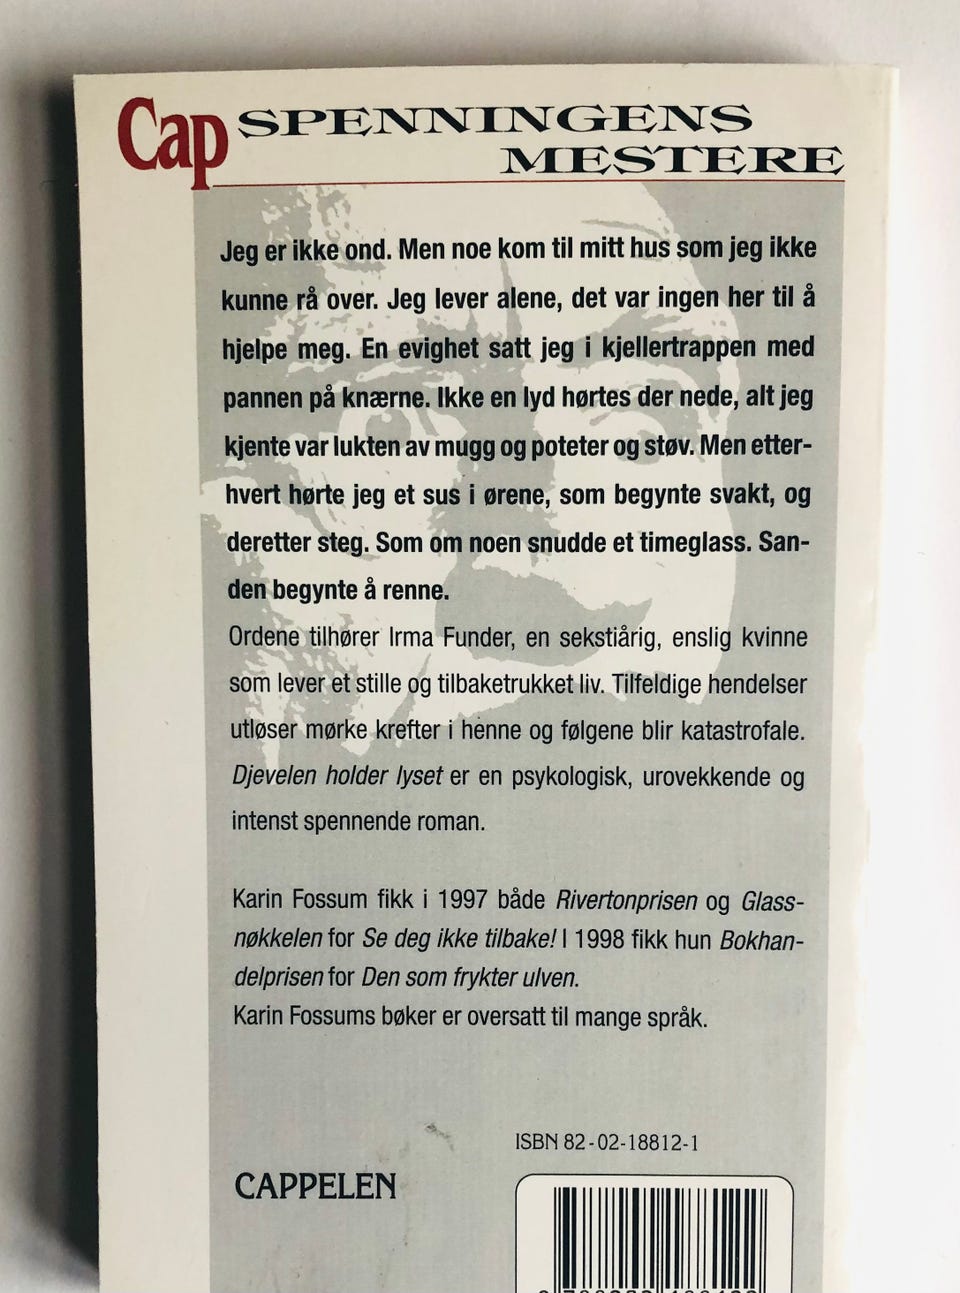 Cap SPENNINGENS
MESTERE
Jeg er ikke ond. Men noe kom til mitt hus som jeg ikke
kunne rå over. Jeg lever alene, det var ingen her til å
hjelpe meg. En evighet satt jeg i kjellertrappen med
pannen på knærne. Ikke en lyd hørtes der nede, alt jeg
kjente var lukten av mugg og poteter og støv. Men etter-
hvert hørte jeg et sus i ørene, som begynte svakt, og
deretter steg. Som om noen snudde et timeglass. San-
den begynte å renne.
Ordene tilhører Irma Funder, en sekstiårig, enslig kvinne
som lever et stille og tilbaketrukket liv. Tilfeldige hendelser
utløser mørke krefter i henne og følgene blir katastrofale.
Djevelen holder lyset er en psykologisk, urovekkende og
intenst spennende roman.
Karin Fossum fikk i 1997 både Rivertonprisen og Glass-
nøkkelen for Se deg ikke tilbake! I 1998 fikk hun Bokhan-
delprisen for Den som frykter ulven.
Karin Fossums bøker er oversatt til mange språk.
ISBN 82-02-18812-1
CAPPELEN